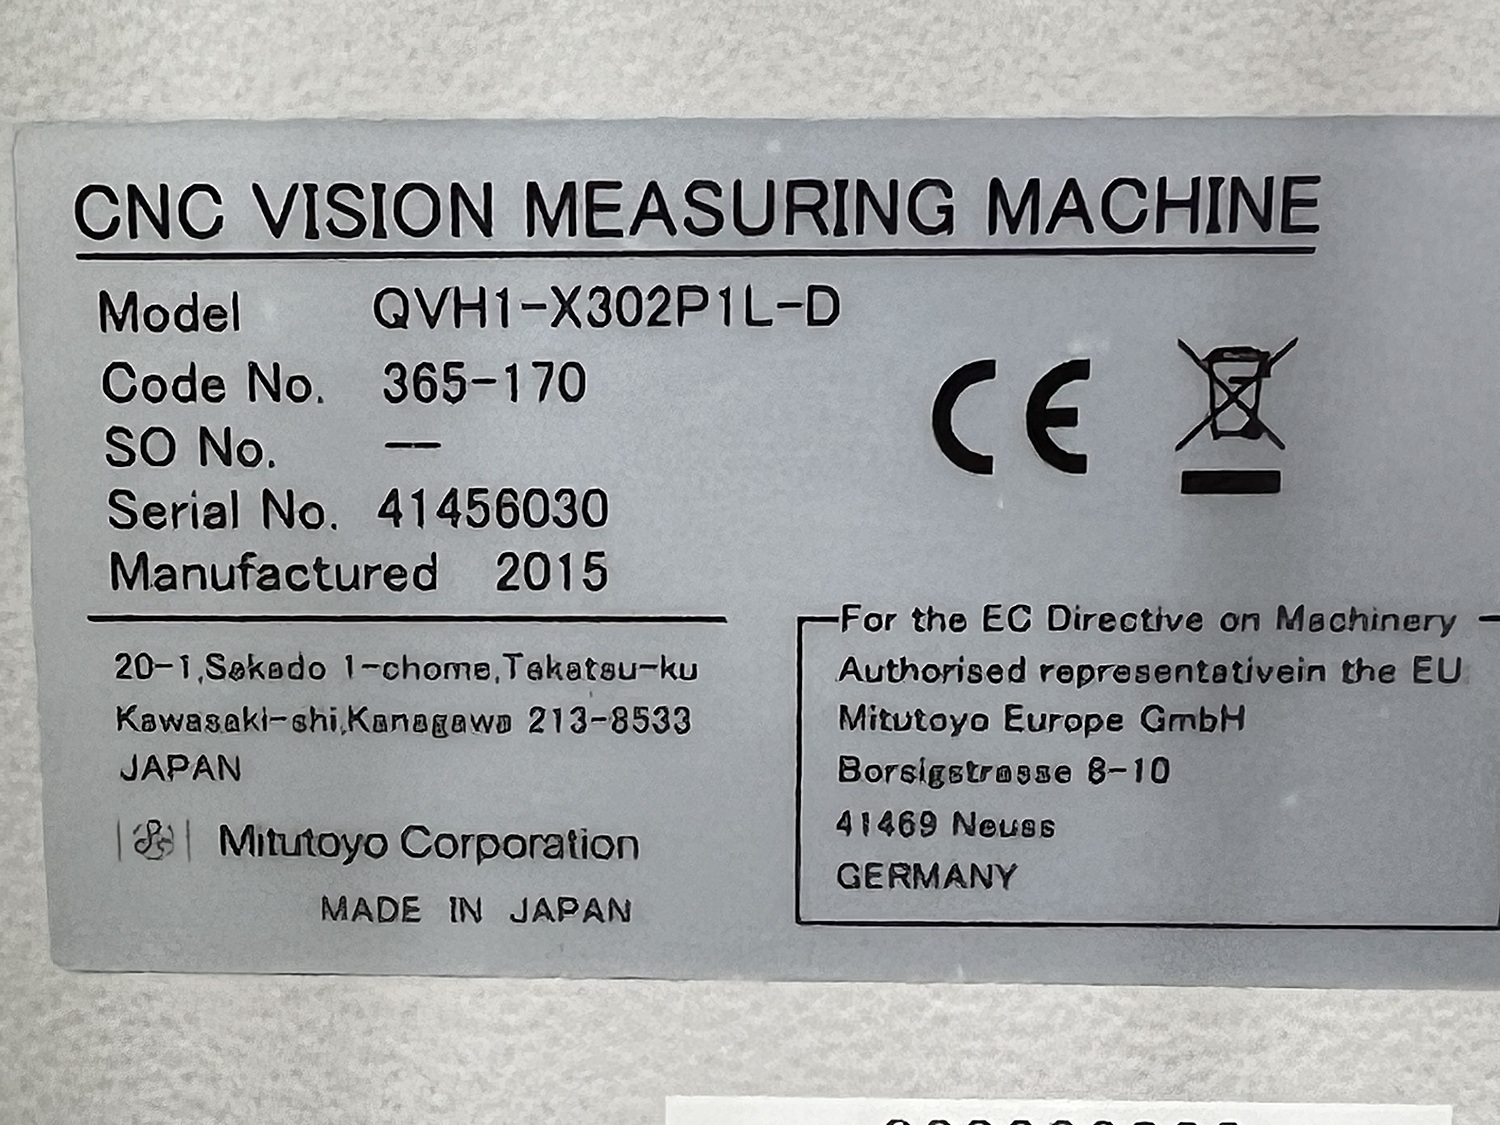 CNC VISION MEASURING MACHINE
Model QVH1-X302P1L-D
Code No. 365-170
SO No. --
Serial No. 41456030
Manufactured 2015
20-1,Sakado 1-chome,Takatsu-ku
Kawasaki-shi,Kanagawa 213-8533
JAPAN
Mitutoyo Corporation
MADE IN JAPAN
CE
For the EC Directive on Machinery
Authorised representativein the EU
Mitutoyo Europe GmbH
Borsigstrasse 8-10
41469 Neuss
GERMANY